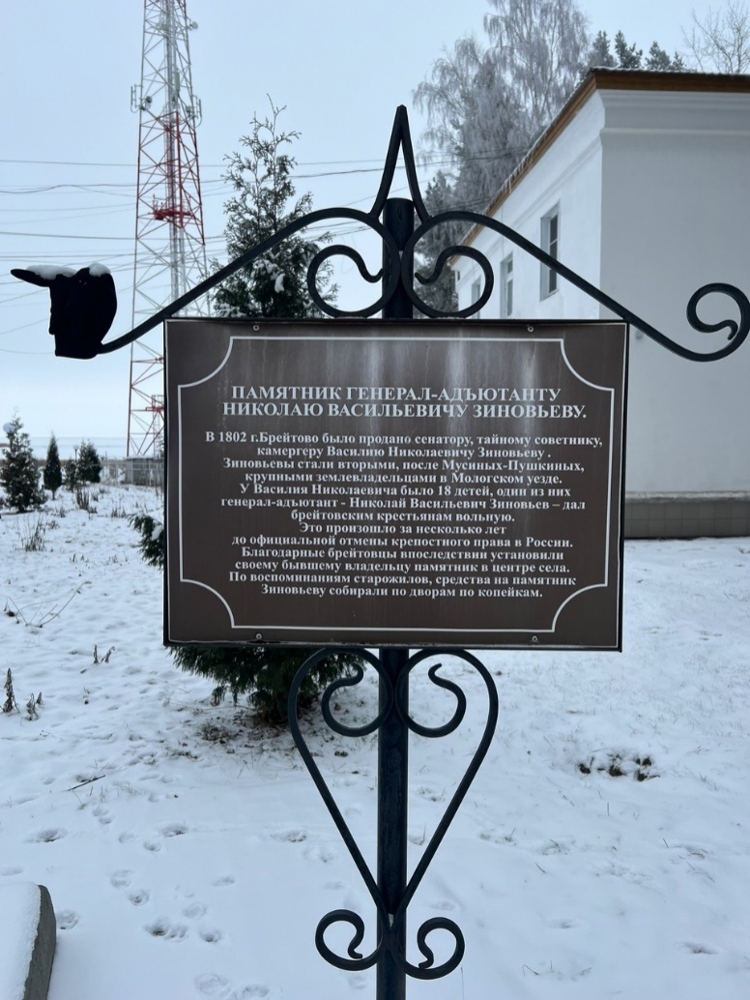 ПАМЯТНИК ГЕНЕРАЛ-АДЪЮТАНТУ
НИКОЛАЮ ВАСИЛЬЕВИЧУ ЗИНОВЬЕВУ.
В 1802 г.Брейтово было продано сенатору, тайному советнику,
камергеру Василию Николаевичу Зиновьеву .
Зиновьевы стали вторыми, после Мусиных-Пушкиных,
крупными землевладельцами в Мологском уезде.
У Василия Николаевича было 18 детей, один из них
генерал-адъютант - Николай Васильевич Зиновьев – дал
брейтовским крестьянам вольную.
Это произошло за несколько лет
до официальной отмены крепостного права в России.
Благодарные брейтовцы впоследствии установили
своему бывшему владельцу памятник в центре села.
По воспоминаниям старожилов, средства на памятник
Зиновьеву собирали по дворам по копейкам.